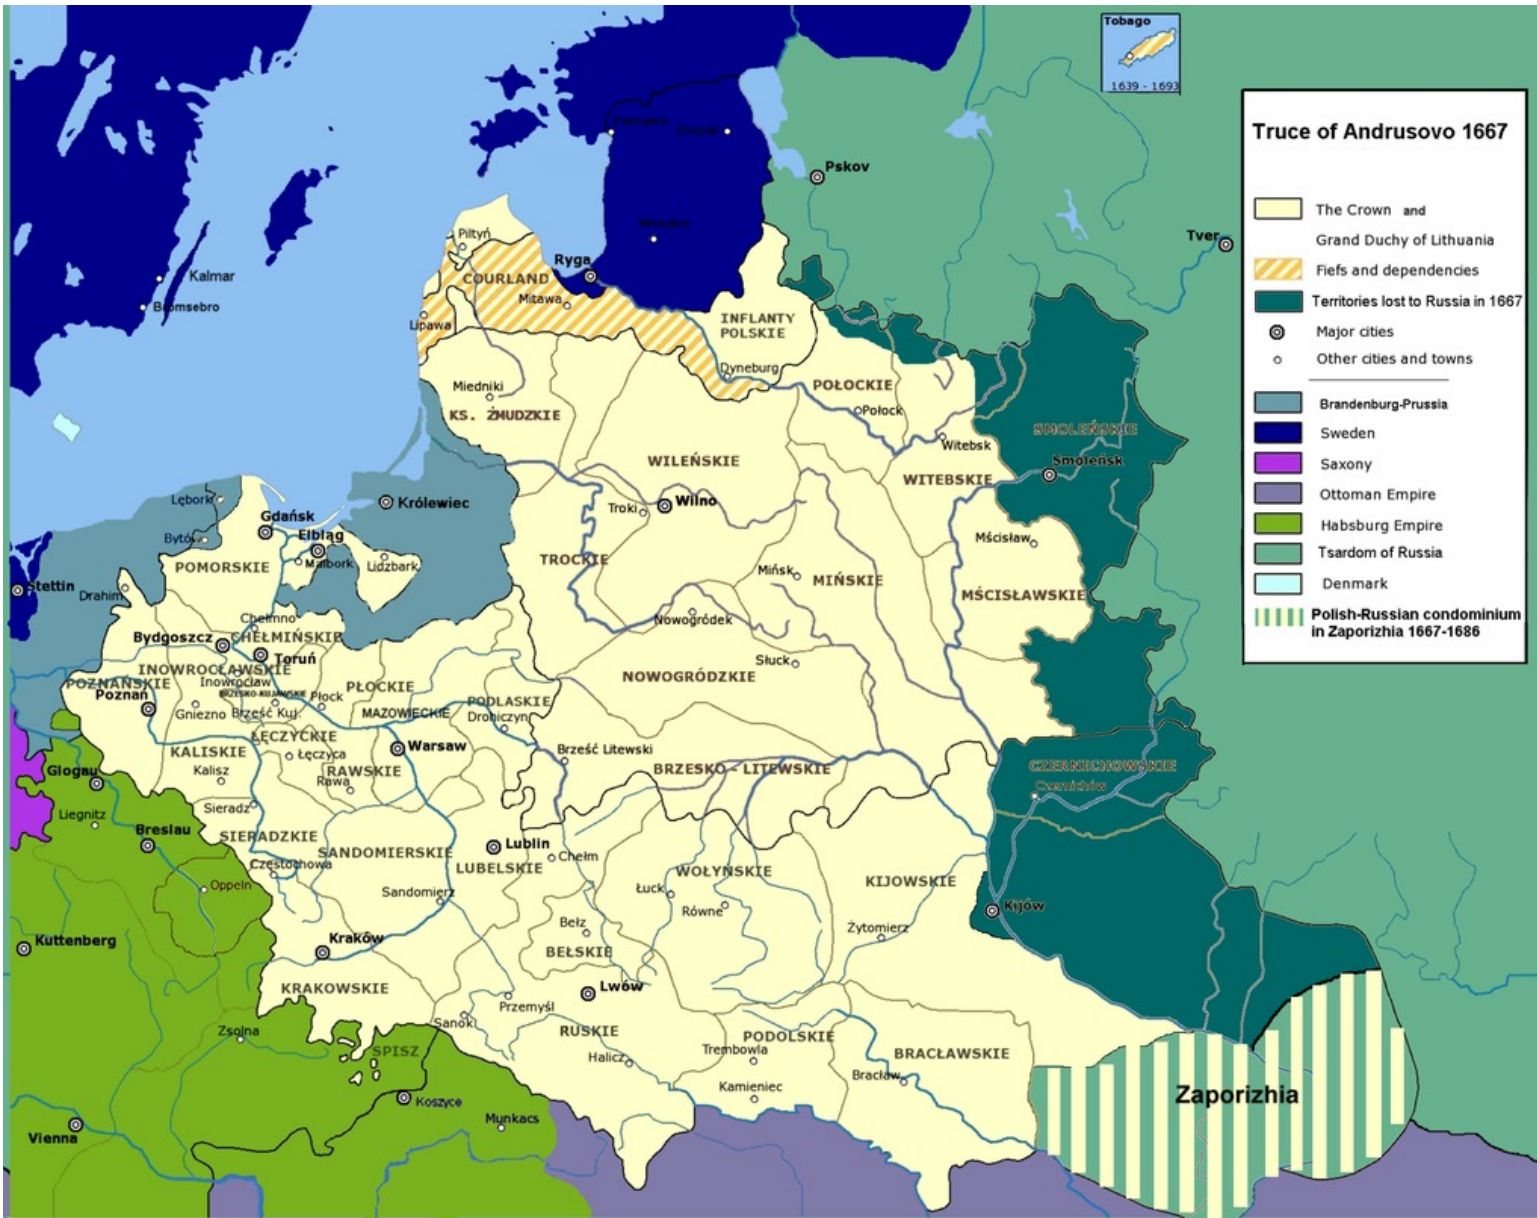 Tobago
1639 - 1693
Truce of Andrusovo 1667
The Crown and
Grand Duchy of Lithuania
Fiefs and dependencies
Territories lost to Russia in 1667
Major cities
Other cities and towns
Brandenburg-Prussia
Sweden
Saxony
Ottoman Empire
Habsburg Empire
Tsardom of Russia
Denmark
Polish-Russian condominium
in Zaporizhia 1667-1686
Pskov
Tver
Piltyń
Ryga
Kalmar
COURLAND
Mitawa
Bromsebro
Lipawa
INFLANTY
POLSKIE
Dyneburg
Miedniki
KS. ŻMUDZKIE
POŁOCKIE
Połock
SMOLEŃSKIE
Witebsk
Smoleńsk
WILEŃSKIE
WITEBSKIE
Lębork
Królewiec
Wilno
Troki
Gdańsk
Elbląg
Bytów
Malbork
Lidzbark
POMORSKIE
TROCKIE
Mścisław
Mińsk
MIŃSKIE
Stettin
Drahim
MŚCISŁAWSKIE
Chełmno
Nowogródek
Bydgoszcz
CHEŁMIŃSKIE
Toruń
Słuck
INOWROCŁAWSKIE
Inowrocław
POZNAŃSKIE
Poznań
BRZESKO-KUJAWSKIE
PŁOCKIE
NOWOGRÓDZKIE
Gniezno
Brześć Kuj.
Płock
MAZOWIECKIE
PODLASKIE
Drohiczyn
ŁĘCZYCKIE
KALISKIE
Łęczyca
Warsaw
Brześć Litewski
Glogau
Kalisz
RAWSKIE
Rawa
BRZESKO - LITEWSKIE
CZERNECHOWSKIE
Czernichów
Liegnitz
Sieradz
Breslau
SIERADZKIE
SANDOMIERSKIE
Lublin
LUBELSKIE
Chełm
Częstochowa
WOŁYŃSKIE
KIJOWSKIE
Oppeln
Sandomierz
Łuck
Równe
Kijów
Kuttenberg
Kraków
Bełz
BEŁSKIE
Żytomierz
KRAKOWSKIE
Lwów
Przemyśl
Sanok
RUSKIE
Zsolna
SPISZ
Halicz
PODOLSKIE
Trembowla
BRACŁAWSKIE
Bracław
Koszyce
Kamieniec
Zaporizhia
Munkacs
Vienna